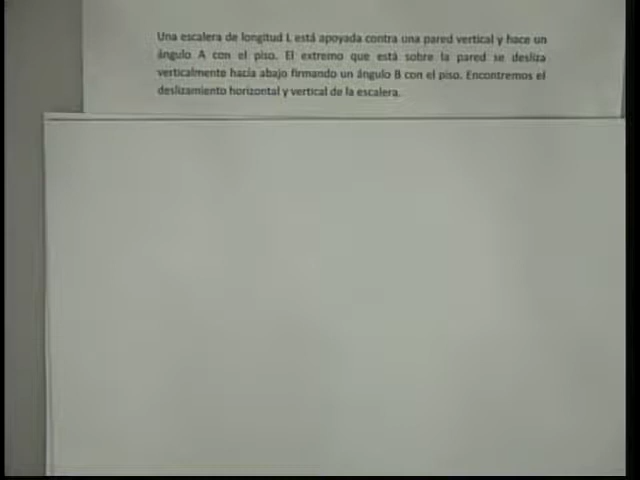 Una escalera de longitud L está apoyada contra una pared vertical y hace un
ángulo A con el piso. El extremo que está sobre la pared se desliza
verticalmente hacia abajo firmando un ángulo B con el piso. Encontremos el
deslizamiento horizontal y vertical de la escalera.